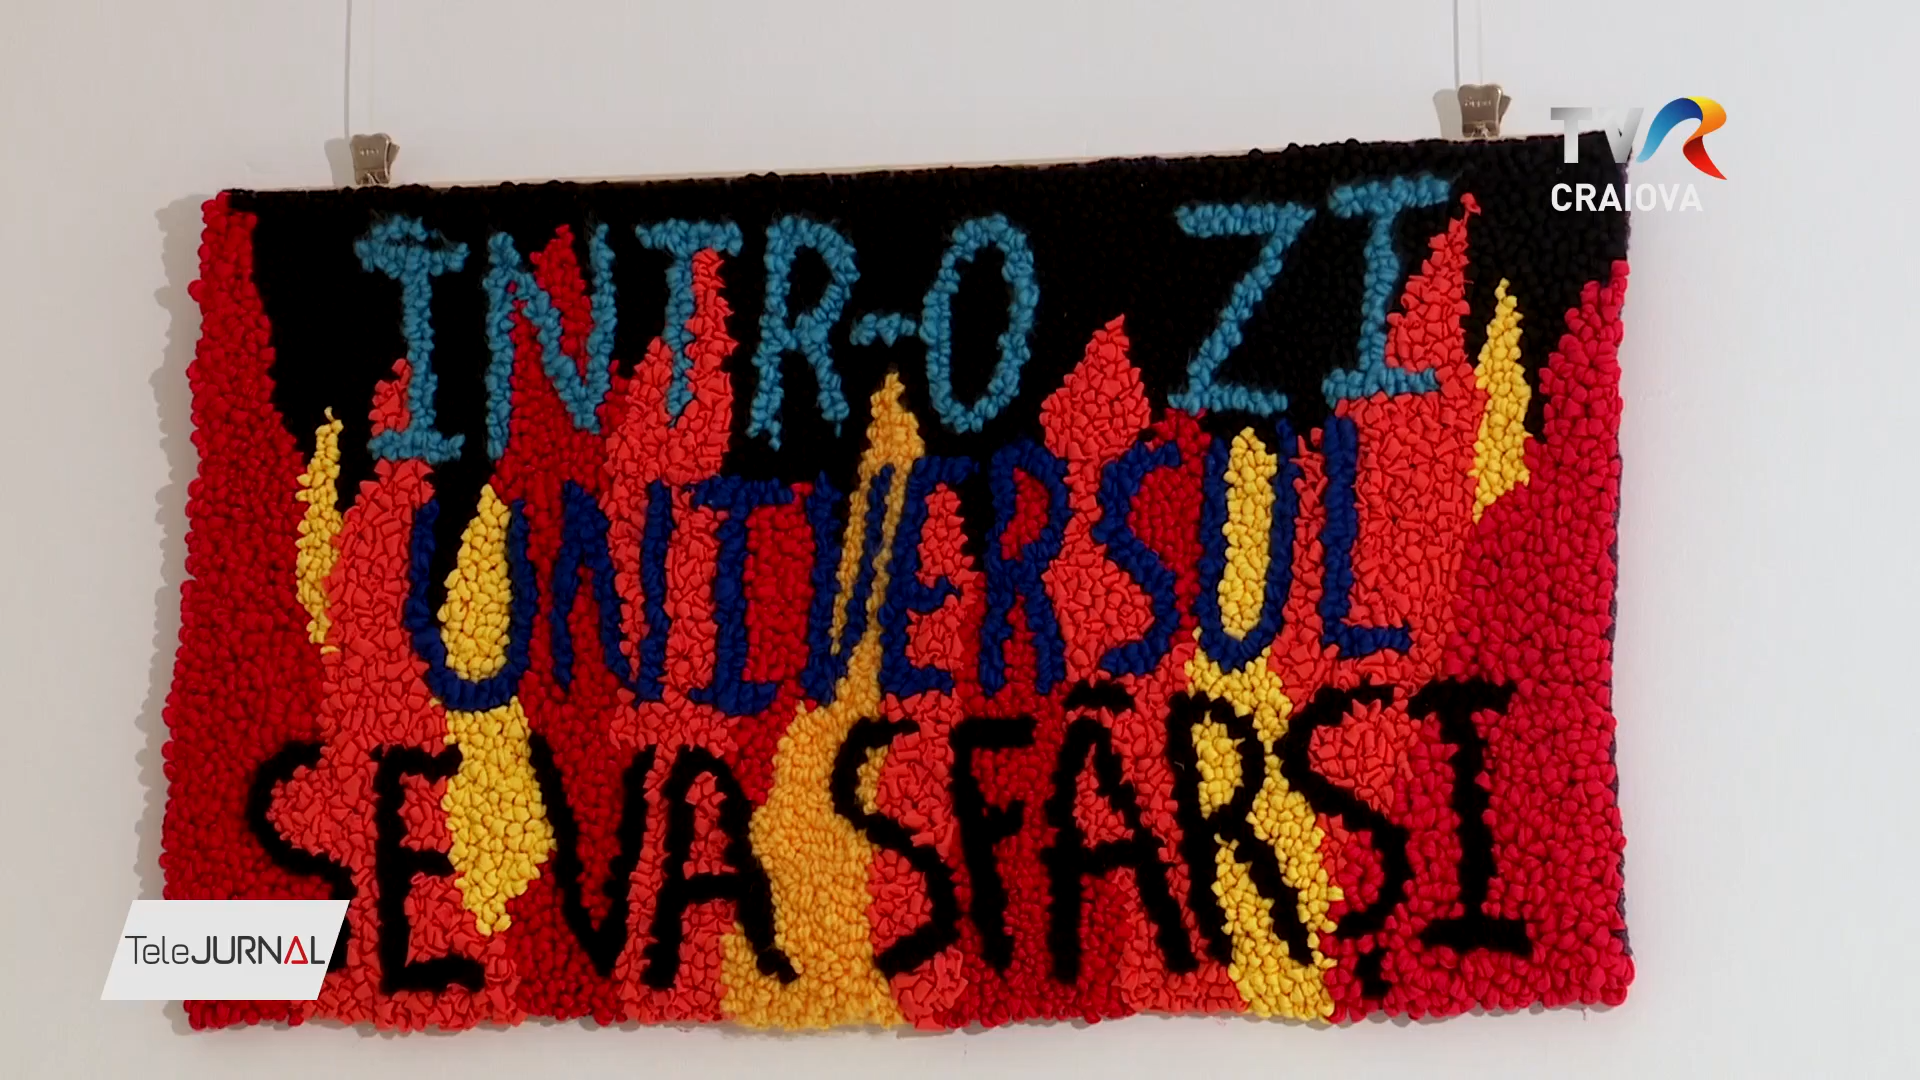 TVR
CRAIOVA
ÎNTR-O ZI
UNIVERSUL
SE VA SFÂRȘI
TeleJURNAL